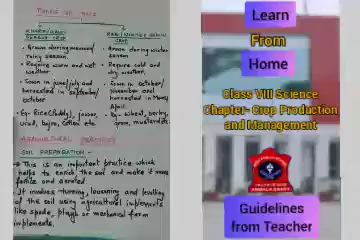 TYPES OF CROPS
KHARIF/RAINY SEASON CROP
- Grown during monsoon/rainy season.
- Require warm and wet weather.
- Sown in june/july and harvested in september/october
- Eg- Rice(Paddy), jowar,
RABI/WINTER SEASON CROP
- Grown during winter season
- Require cold and dry weather.
- Sown in October/November and harvested in March/April.
- Eg- wheat, barley, gram, mustard etc.
AGRICULTURAL PRACTICES
SOIL PREPARATION-
→ This is an important practice which
helps to enrich the soil and make it more
fertile and aerated.
→ It involves turning, loosening and leveling
of the soil using agricultural implements
like spade, plough or mechanical farm
implements.
Learn
From
Home
Class VIII Science
Chapter- Crop Production
and Management
Guidelines
from Teacher